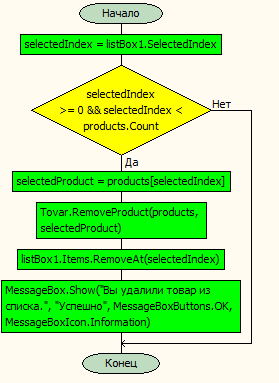 Начало
selectedIndex = listBox1.SelectedIndex
selectedIndex
>= 0 && selectedIndex <
products.Count
Нет
Да
selectedProduct = products[selectedIndex]
Tovar.RemoveProduct(products,
selectedProduct)
listBox1.Items.RemoveAt(selectedIndex)
MessageBox.Show("Вы удалили товар из
списка.", "Успешно", MessageBoxButtons.OK,
MessageBoxIcon.Information)
Конец